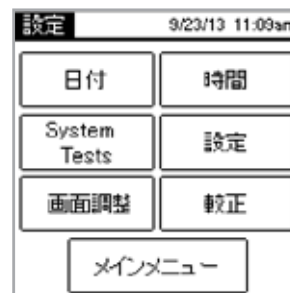 設定 9/23/13 11:09am
日付 時間
System 設定
Tests
画面調整 較正
メインメニュー